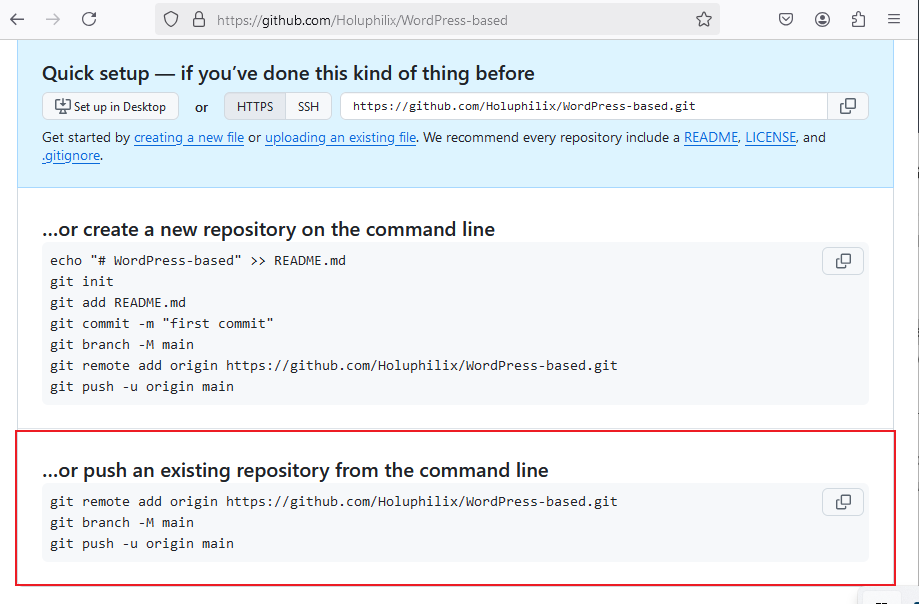 https://github.com/Holuphilix/WordPress-based
Quick setup — if you’ve done this kind of thing before
Set up in Desktop or HTTPS SSH https://github.com/Holuphilix/WordPress-based.git
Get started by creating a new file or uploading an existing file. We recommend every repository include a README, LICENSE, and
.gitignore.
…or create a new repository on the command line
echo "# WordPress-based" >> README.md
git init
git add README.md
git commit -m "first commit"
git branch -M main
git remote add origin https://github.com/Holuphilix/WordPress-based.git
git push -u origin main
…or push an existing repository from the command line
git remote add origin https://github.com/Holuphilix/WordPress-based.git
git branch -M main
git push -u origin main